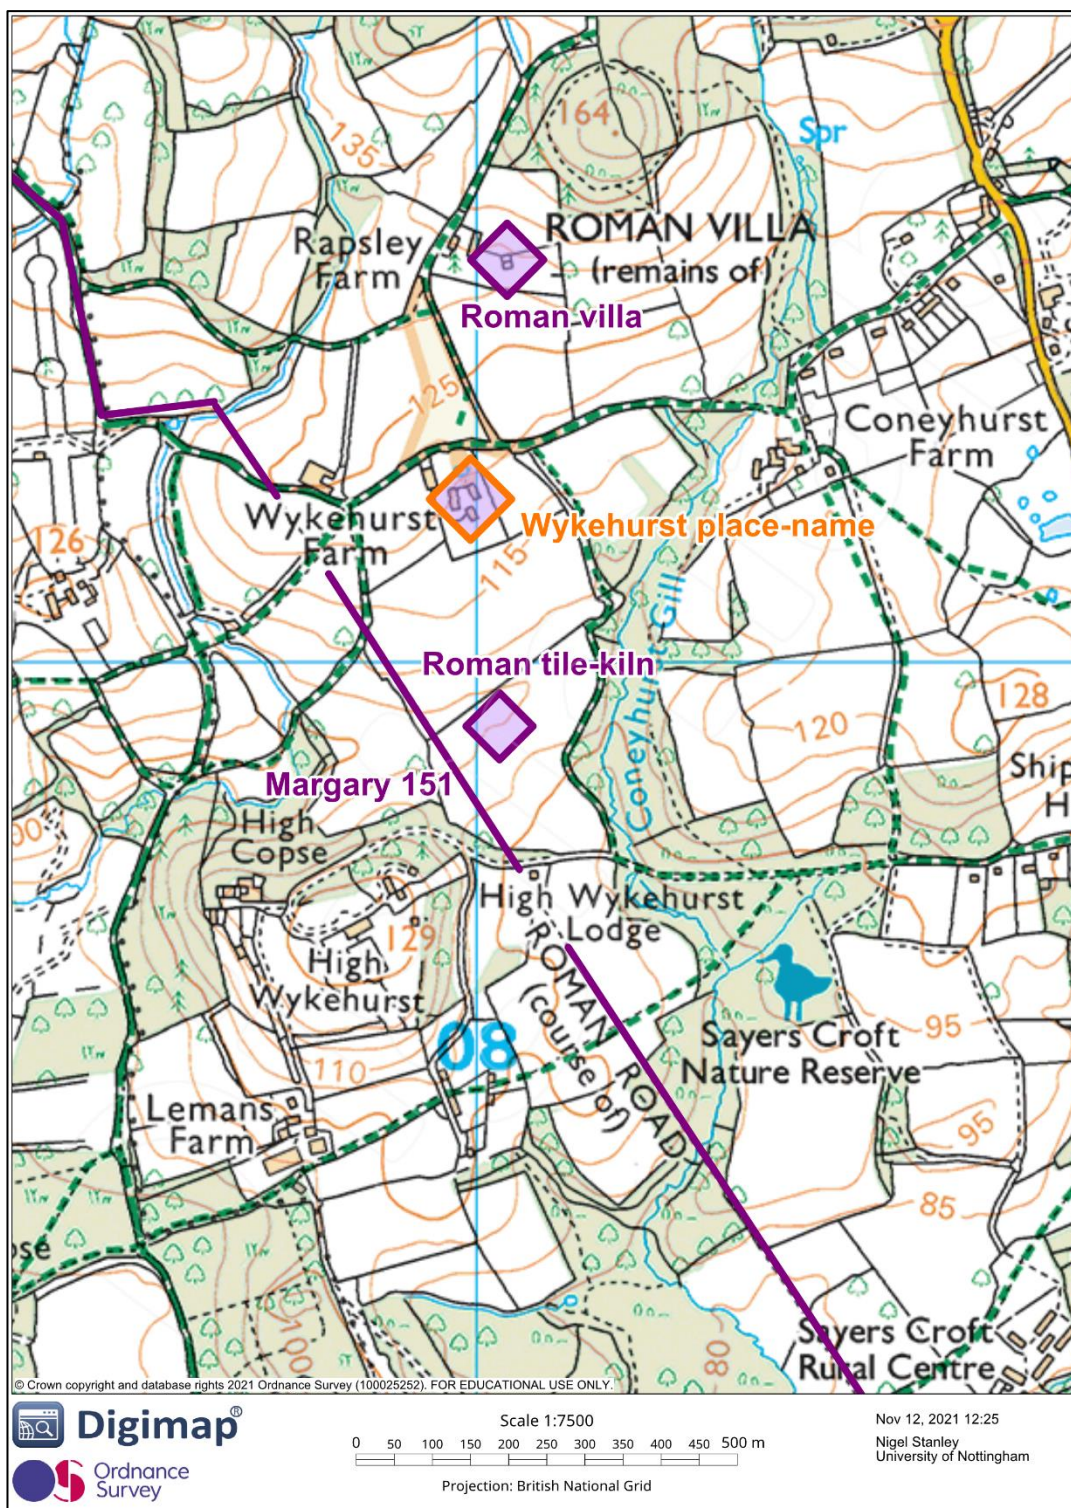 164.
Spr
135
Rapsley
Farm
ROMAN VILLA
(remains of)
Roman villa
125
Coneyhurst
Farm
Wykehurst
Farm
Wykehurst place-name
126
115
Coneyhurst Gill
Roman tile-kiln
128
120
Margary 151
Ship
H
00
High
Copse
High Wykehurst
Lodge
129
High
Wykehurst
ROMAN ROAD
(course of)
08
Sayers Croft
Nature Reserve
95
110
Lemans
Farm
95
85
ose
100
80
Sayers Croft
Rural Centre
© Crown copyright and database rights 2021 Ordnance Survey (100025252). FOR EDUCATIONAL USE ONLY.
Digimap®
Ordnance
Survey
Scale 1:7500
0 50 100 150 200 250 300 350 400 450 500 m
Projection: British National Grid
Nov 12, 2021 12:25
Nigel Stanley
University of Nottingham